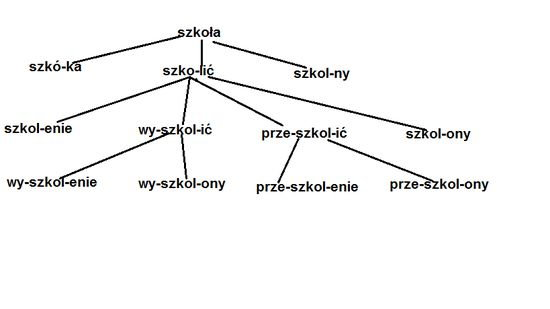 szkoła
szkó-ka
szko-lić
szkol-ny
szkol-enie
wy-szkol-ić
prze-szkol-ić
szkol-ony
wy-szkol-enie
wy-szkol-ony
prze-szkol-enie
prze-szkol-ony